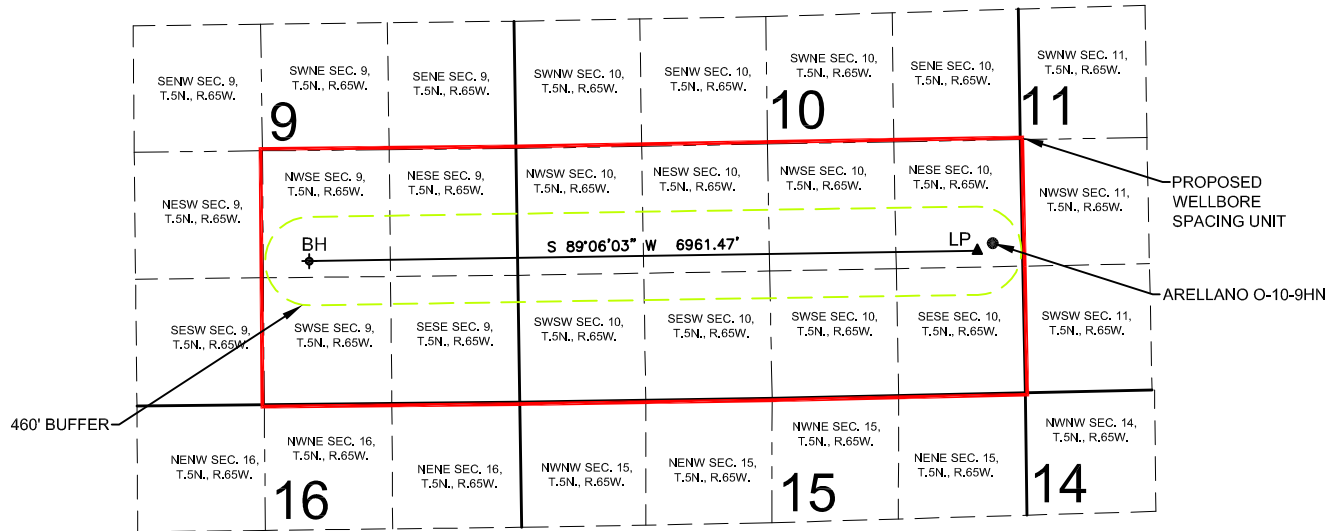 SENW SEC. 9,
T.5N., R.65W.
SWNE SEC. 9,
T.5N., R.65W.
SENE SEC. 9,
T.5N., R.65W.
SWNW SEC. 10,
T.5N., R.65W.
SENW SEC. 10,
T.5N., R.65W.
SWNE SEC. 10,
T.5N., R.65W.
SENE SEC. 10,
T.5N., R.65W.
SWNW SEC. 11,
T.5N., R.65W.
9
10
11
NESW SEC. 9,
T.5N., R.65W.
NWSE SEC. 9,
T.5N., R.65W.
NESE SEC. 9,
T.5N., R.65W.
NWSW SEC. 10,
T.5N., R.65W.
NESW SEC. 10,
T.5N., R.65W.
NWSE SEC. 10,
T.5N., R.65W.
NESE SEC. 10,
T.5N., R.65W.
NWSW SEC. 11,
T.5N., R.65W.
PROPOSED
WELLBORE
SPACING UNIT
BH
S 89°06'03" W 6961.47'
LP
ARELLANO O-10-9HN
SESW SEC. 9,
T.5N., R.65W.
SWSE SEC. 9,
T.5N., R.65W.
SESE SEC. 9,
T.5N., R.65W.
SWSW SEC. 10,
T.5N., R.65W.
SESW SEC. 10,
T.5N., R.65W.
SWSE SEC. 10,
T.5N., R.65W.
SESE SEC. 10,
T.5N., R.65W.
SWSW SEC. 11,
T.5N., R.65W.
460' BUFFER
NENW SEC. 16,
T.5N., R.65W.
NWNE SEC. 16,
T.5N., R.65W.
NENE SEC. 16,
T.5N., R.65W.
NWNW SEC. 15,
T.5N., R.65W.
NENW SEC. 15,
T.5N., R.65W.
NWNE SEC. 15,
T.5N., R.65W.
NENE SEC. 15,
T.5N., R.65W.
NWNW SEC. 14,
T.5N., R.65W.
16
15
14